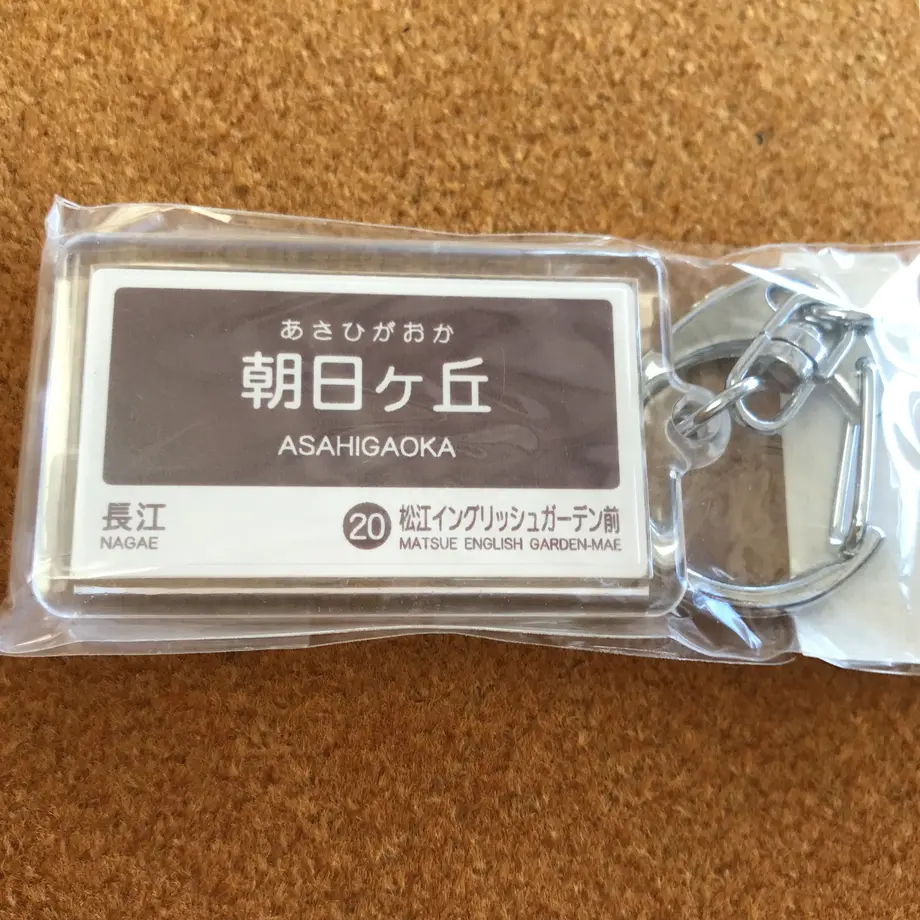 あさひがおか
朝日ヶ丘
ASAHIGAOKA
長江
NAGAE
20
松江イングリッシュガーデン前
MATSUE ENGLISH GARDEN-MAE